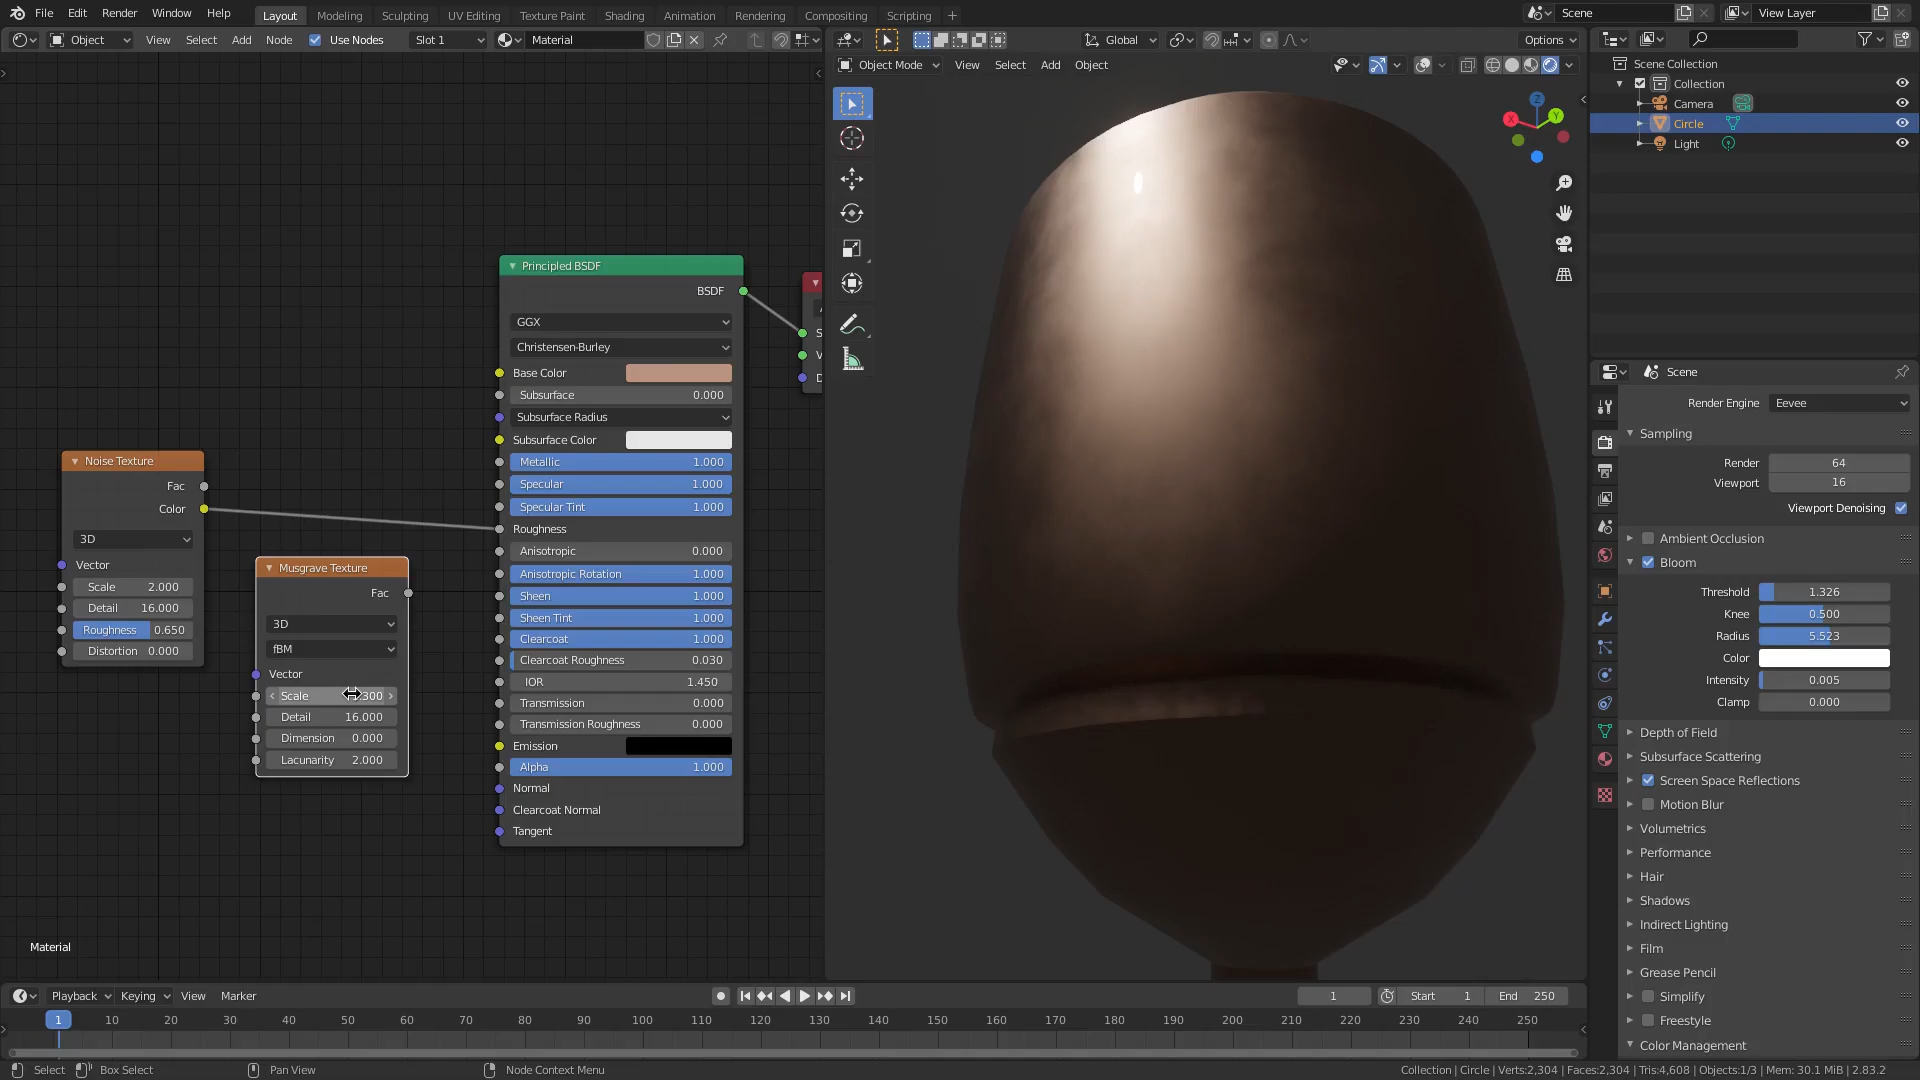 File Edit Render Window Help Layout Modeling Sculpting UV Editing Texture Paint Shading Animation Rendering Compositing Scripting + Scene View Layer
Object View Select Add Node Use Nodes Slot 1 Material Global Options
Object Mode View Select Add Object
Scene Collection
Collection
Camera
Circle
Light
X Y Z
Principled BSDF
BSDF
GGX
Christensen-Burley
Base Color
Subsurface 0.000
Subsurface Radius
Subsurface Color
Metallic 1.000
Specular 1.000
Specular Tint 1.000
Roughness
Anisotropic 0.000
Anisotropic Rotation 1.000
Sheen 1.000
Sheen Tint 1.000
Clearcoat 1.000
Clearcoat Roughness 0.030
IOR 1.450
Transmission 0.000
Transmission Roughness 0.000
Emission
Alpha 1.000
Normal
Clearcoat Normal
Tangent
Noise Texture
Fac
Color
3D
Vector
Scale 2.000
Detail 16.000
Roughness 0.650
Distortion 0.000
Musgrave Texture
Fac
3D
fBM
Vector
Scale
Detail 16.000
Dimension 0.000
Lacunarity 2.000
Material
Scene
Render Engine Eevee
Sampling
Render 64
Viewport 16
Viewport Denoising
Ambient Occlusion
Bloom
Threshold 1.326
Knee 0.500
Radius 5.523
Color
Intensity 0.005
Clamp 0.000
Depth of Field
Subsurface Scattering
Screen Space Reflections
Motion Blur
Volumetrics
Performance
Hair
Shadows
Indirect Lighting
Film
Grease Pencil
Simplify
Freestyle
Color Management
Playback Keying View Marker 1 Start 1 End 250
1 10 20 30 40 50 60 70 80 90 100 110 120 130 140 150 160 170 180 190 200 210 220 230 240 250
Select Box Select Pan View Node Context Menu Collection | Circle | Verts:2,304 | Faces:2,304 | Tris:4,608 | Objects:1/3 | Mem: 30.1 MiB | 2.83.2